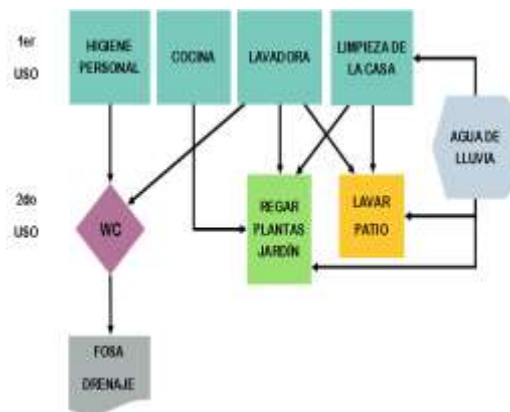 1er
USO
HIGIENE
PERSONAL
COCINA
LAVADORA
LIMPIEZA DE
LA CASA
AGUA DE
LLUVIA
2do
USO
WC
REGAR
PLANTAS
JARDÍN
LAVAR
PATIO
FOSA
DRENAJE